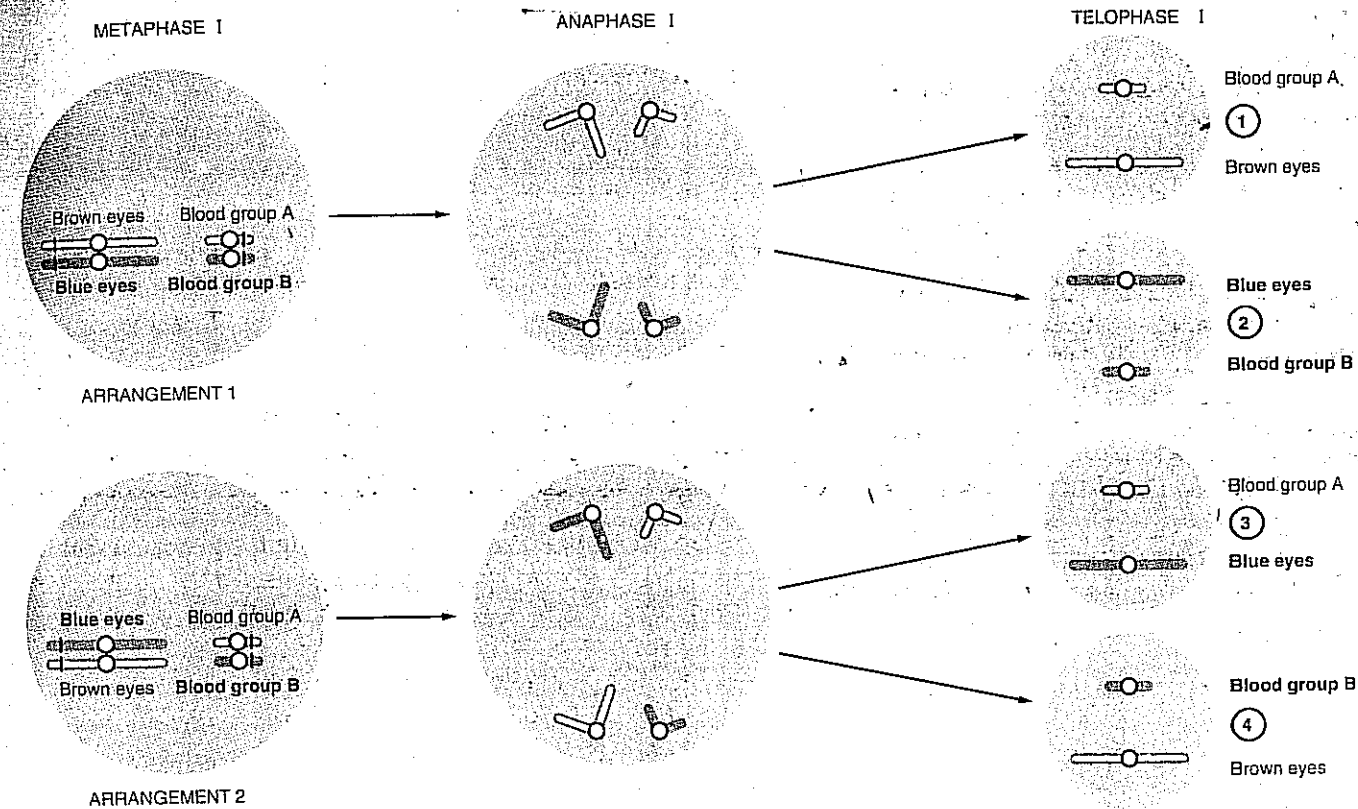 METAPHASE I
ANAPHASE I
TELOPHASE I
Brown eyes
Blood group A
Blue eyes
Blood group B
ARRANGEMENT 1
Blood group A
1
Brown eyes
Blue eyes
2
Blood group B
Blue eyes
Blood group A
Brown eyes
Blood group B
ARRANGEMENT 2
Blood group A
3
Blue eyes
Blood group B
4
Brown eyes